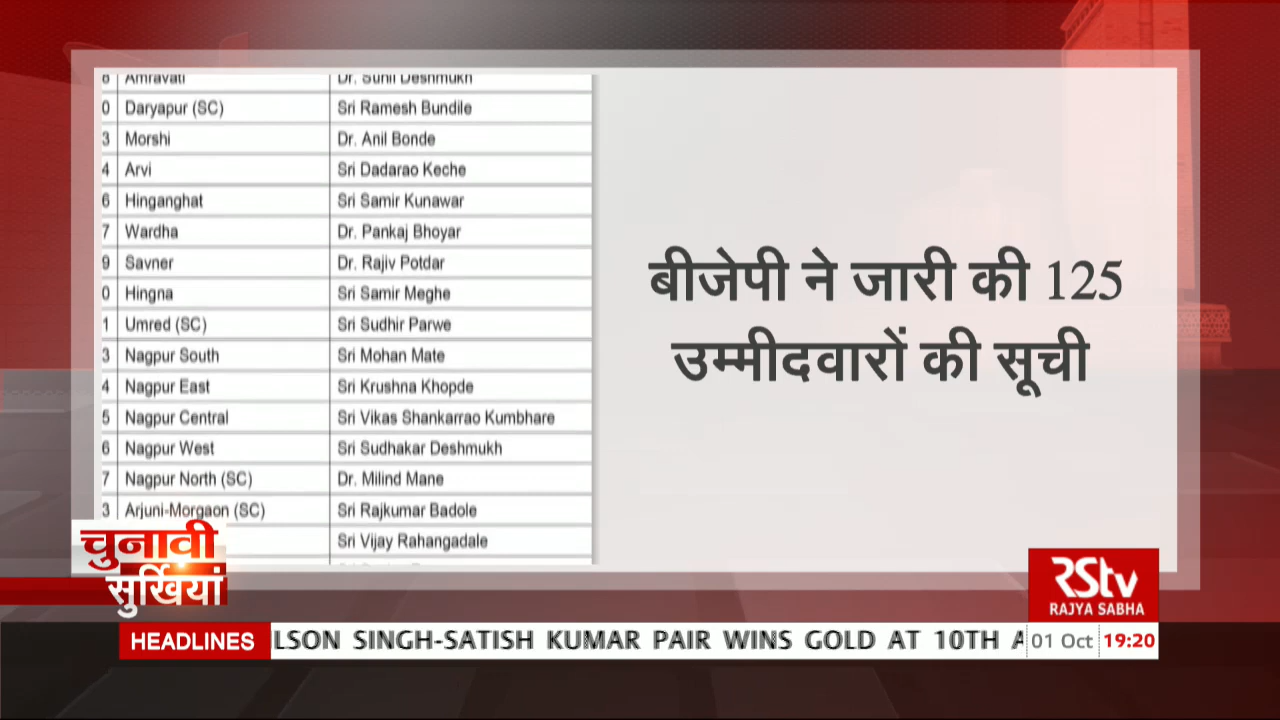 8 Amravati Dr. Sunil Deshmukh
0 Daryapur (SC) Sri Ramesh Bundile
3 Morshi Dr. Anil Bonde
4 Arvi Sri Dadarao Keche
6 Hinganghat Sri Samir Kunawar
7 Wardha Dr. Pankaj Bhoyar
9 Savner Dr. Rajiv Potdar
0 Hingna Sri Samir Meghe
1 Umred (SC) Sri Sudhir Parwe
3 Nagpur South Sri Mohan Mate
4 Nagpur East Sri Krushna Khopde
5 Nagpur Central Sri Vikas Shankarrao Kumbhare
6 Nagpur West Sri Sudhakar Deshmukh
7 Nagpur North (SC) Dr. Milind Mane
3 Arjuni-Morgaon (SC) Sri Rajkumar Badole
Sri Vijay Rahangadale
बीजेपी ने जारी की 125
उम्मीदवारों की सूची
चुनावी
सुर्खियां
RStv
RAJYA SABHA
HEADLINES LSON SINGH-SATISH KUMAR PAIR WINS GOLD AT 10TH A 01 Oct 19:20